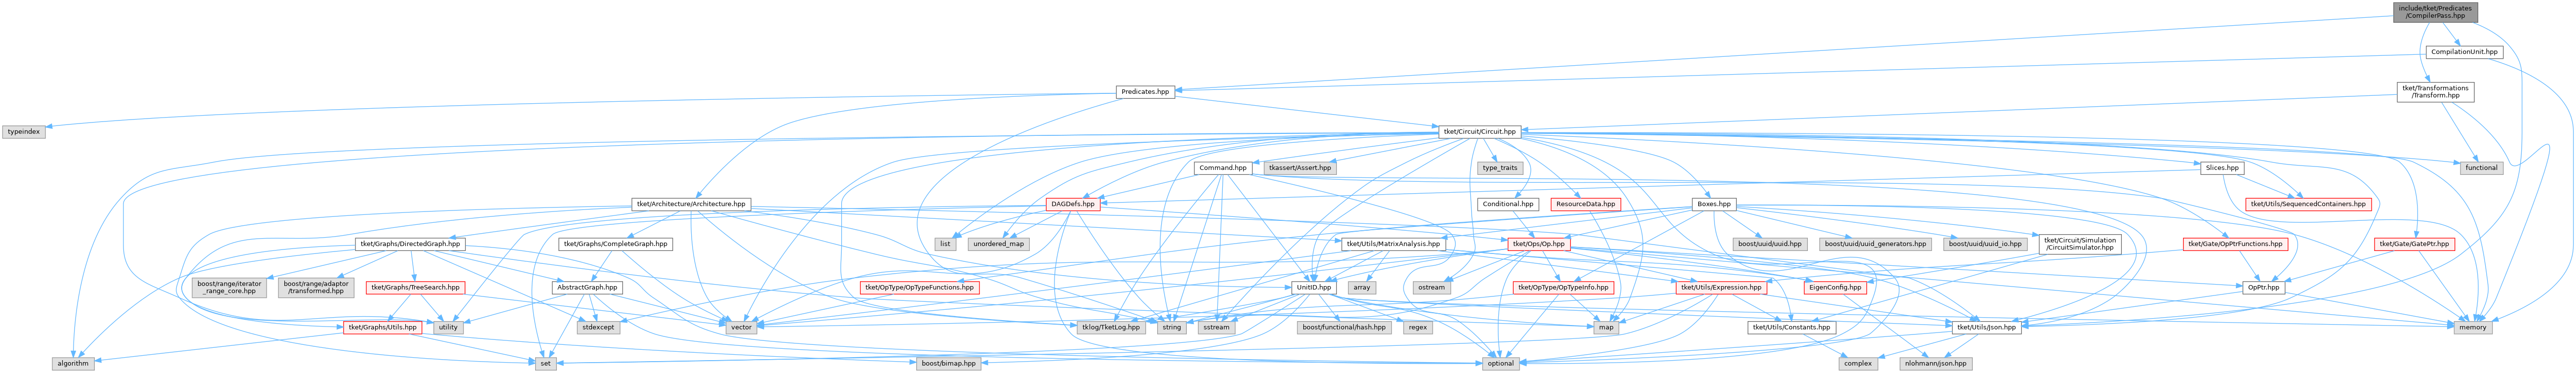 include/tket/Predicates
/CompilerPass.hpp
CompilationUnit.hpp
Predicates.hpp
tket/Transformations
/Transform.hpp
typeindex
tket/Circuit/Circuit.hpp
Command.hpp
tkassert/Assert.hpp
type_traits
Slices.hpp
functional
tket/Architecture/Architecture.hpp
DAGDefs.hpp
Conditional.hpp
ResourceData.hpp
Boxes.hpp
tket/Utils/SequencedContainers.hpp
tket/Graphs/DirectedGraph.hpp
tket/Graphs/CompleteGraph.hpp
list
unordered_map
tket/Utils/MatrixAnalysis.hpp
tket/Ops/Op.hpp
boost/uuid/uuid.hpp
boost/uuid/uuid_generators.hpp
boost/uuid/uuid_io.hpp
tket/Circuit/Simulation
/CircuitSimulator.hpp
tket/Gate/OpPtrFunctions.hpp
tket/Gate/GatePtr.hpp
boost/range/iterator
_range_core.hpp
boost/range/adaptor
/transformed.hpp
tket/Graphs/TreeSearch.hpp
AbstractGraph.hpp
tket/OpType/OpTypeFunctions.hpp
UnitID.hpp
array
ostream
tket/OpType/OpTypeInfo.hpp
tket/Utils/Expression.hpp
EigenConfig.hpp
OpPtr.hpp
tket/Graphs/Utils.hpp
utility
stdexcept
vector
tklog/TketLog.hpp
string
sstream
boost/functional/hash.hpp
regex
map
tket/Utils/Constants.hpp
tket/Utils/Json.hpp
memory
algorithm
set
boost/bimap.hpp
optional
complex
nlohmann/json.hpp